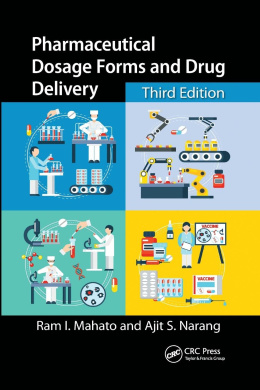 Pharmaceutical
Dosage Forms and Drug
Delivery
Third Edition
VACCINE
VACCINE
Ram I. Mahato and Ajit S. Narang
CRC Press
Taylor & Francis Group